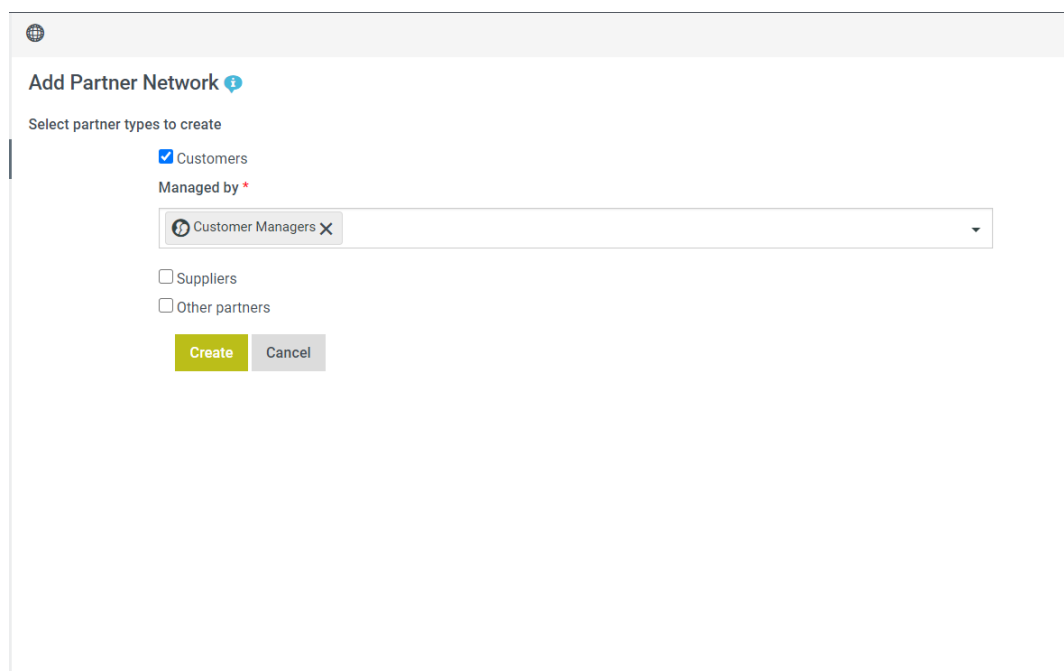 Add Partner Network
Select partner types to create
Customers
Managed by *
Customer Managers
Suppliers
Other partners
Create Cancel